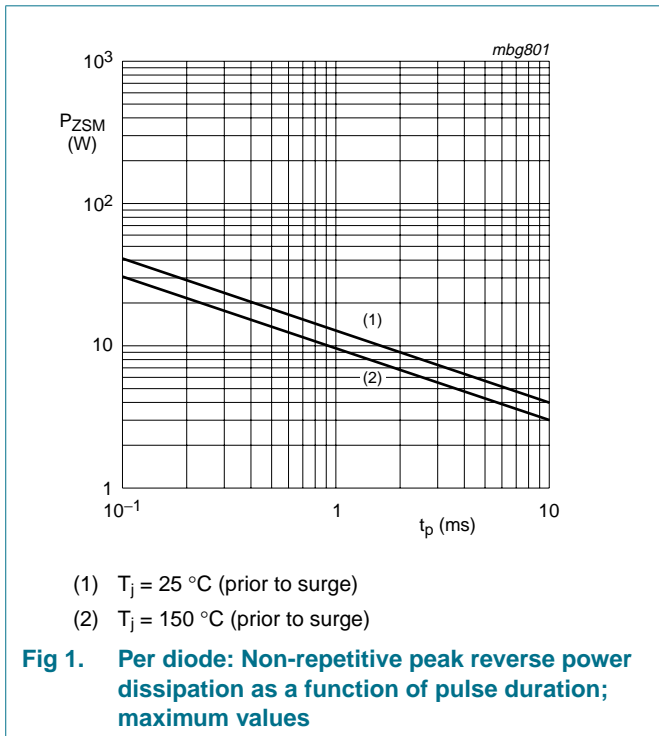 mbg801
10³
P_ZSM
(W)
10²
(1)
10
(2)
1
10⁻¹ 1 10
t_p (ms)
(1) T_j = 25 °C (prior to surge)
(2) T_j = 150 °C (prior to surge)
Fig 1. Per diode: Non-repetitive peak reverse power
dissipation as a function of pulse duration;
maximum values